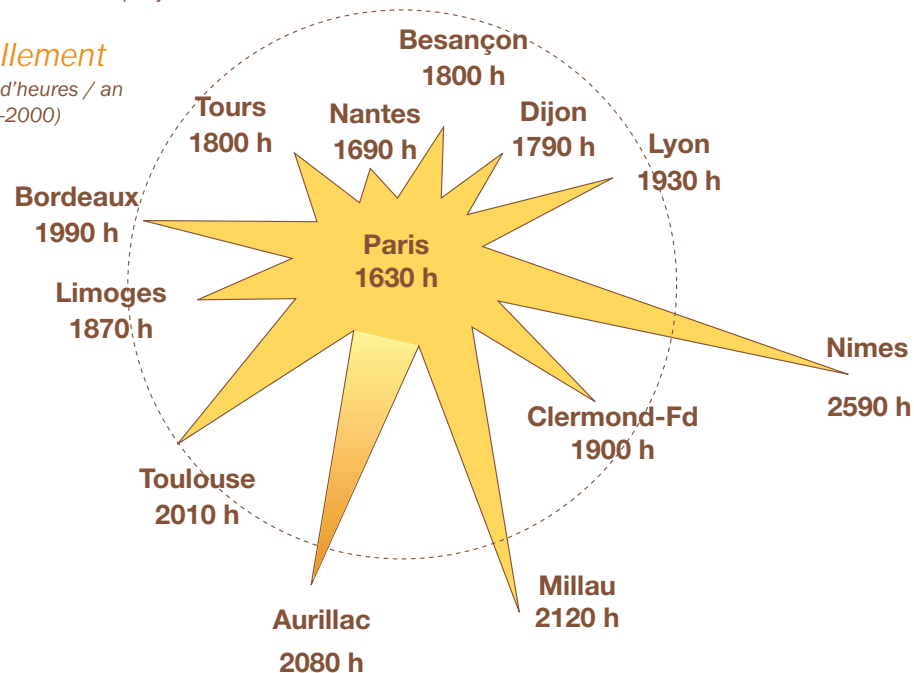 llement
d'heures / an
-2000)
Besançon
1800 h
Tours
1800 h
Nantes
1690 h
Dijon
1790 h
Lyon
1930 h
Bordeaux
1990 h
Paris
1630 h
Limoges
1870 h
Nimes
2590 h
Clermond-Fd
1900 h
Toulouse
2010 h
Millau
2120 h
Aurillac
2080 h